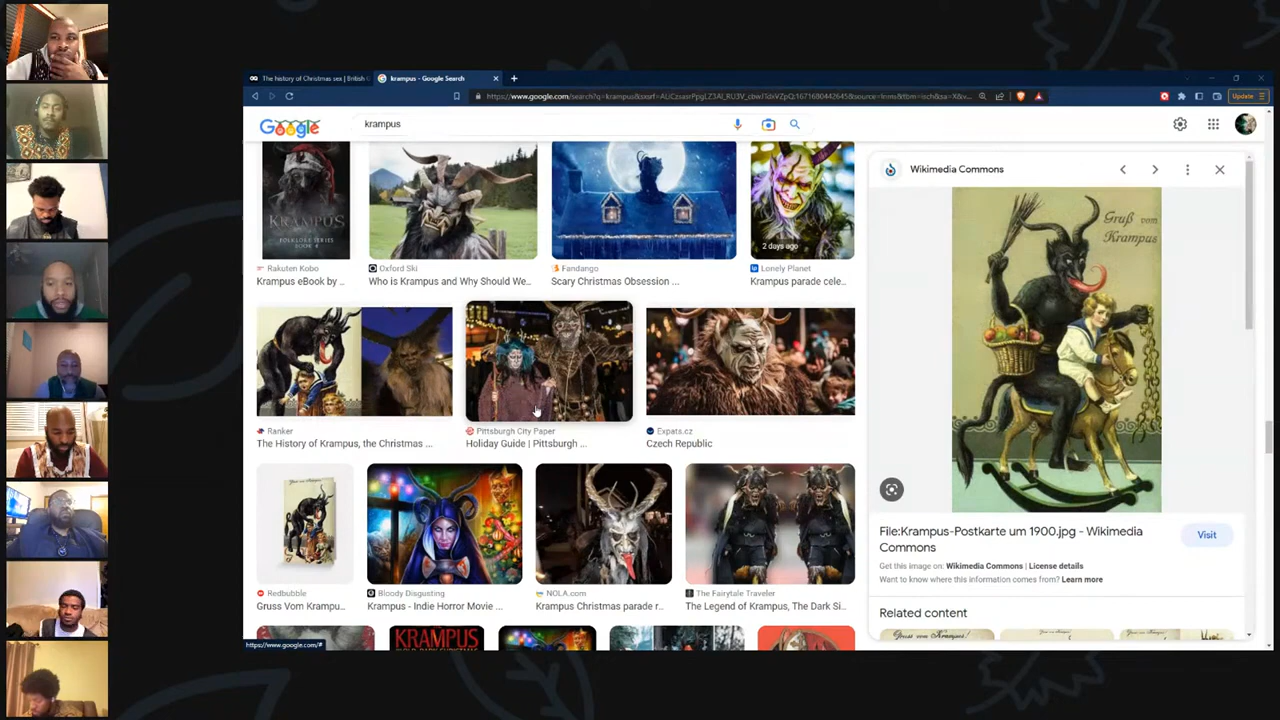 The history of Christmas sex | British
krampus - Google Search
Update
Google
krampus
Wikimedia Commons
Gruß vom
Krampus
KRAMPUS
2 days ago
Rakuten Kobo
Krampus eBook by ...
Oxford Ski
Who is Krampus and Why Should We...
Fandango
Scary Christmas Obsession ...
Lonely Planet
Krampus parade cele...
Ranker
The History of Krampus, the Christmas ...
Pittsburgh City Paper
Holiday Guide | Pittsburgh ...
Expats.cz
Czech Republic
Redbubble
Gruss Vom Krampu...
Bloody Disgusting
Krampus - Indie Horror Movie ...
NOLA.com
Krampus Christmas parade r...
The Fairytale Traveler
The Legend of Krampus, The Dark Si...
File:Krampus-Postkarte um 1900.jpg - Wikimedia
Commons
Visit
Get this image on: Wikimedia Commons | License details
Want to know where this information comes from? Learn more
Related content
KRAMPUS
https://www.google.com/#